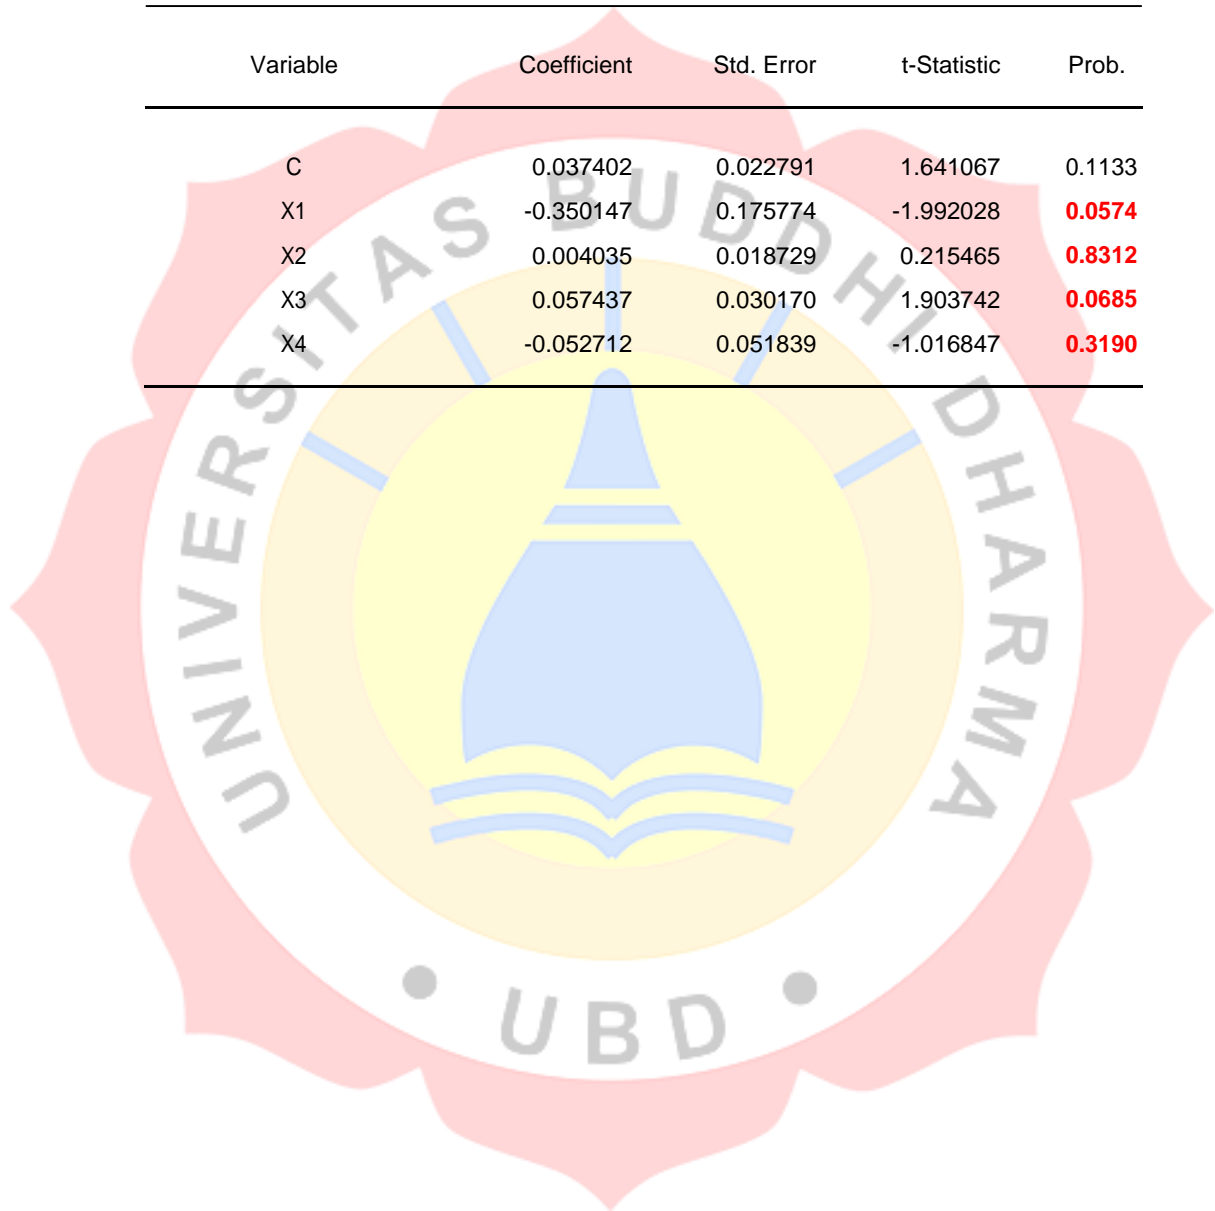 Variable Coefficient Std. Error t-Statistic Prob.
C 0.037402 0.022791 1.641067 0.1133
X1 -0.350147 0.175774 -1.992028 0.0574
X2 0.004035 0.018729 0.215465 0.8312
X3 0.057437 0.030170 1.903742 0.0685
X4 -0.052712 0.051839 -1.016847 0.3190
UNIVERSITAS BUDDHI DHARMA
• UBD •